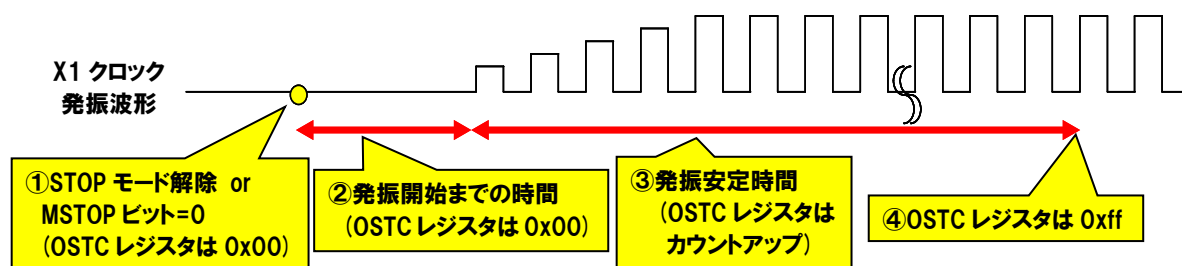 X1 クロック
発振波形
①STOP モード解除 or
MSTOP ビット=0
(OSTC レジスタは 0x00)
②発振開始までの時間
(OSTC レジスタは 0x00)
③発振安定時間
(OSTC レジスタは
カウントアップ)
④OSTC レジスタは 0xff